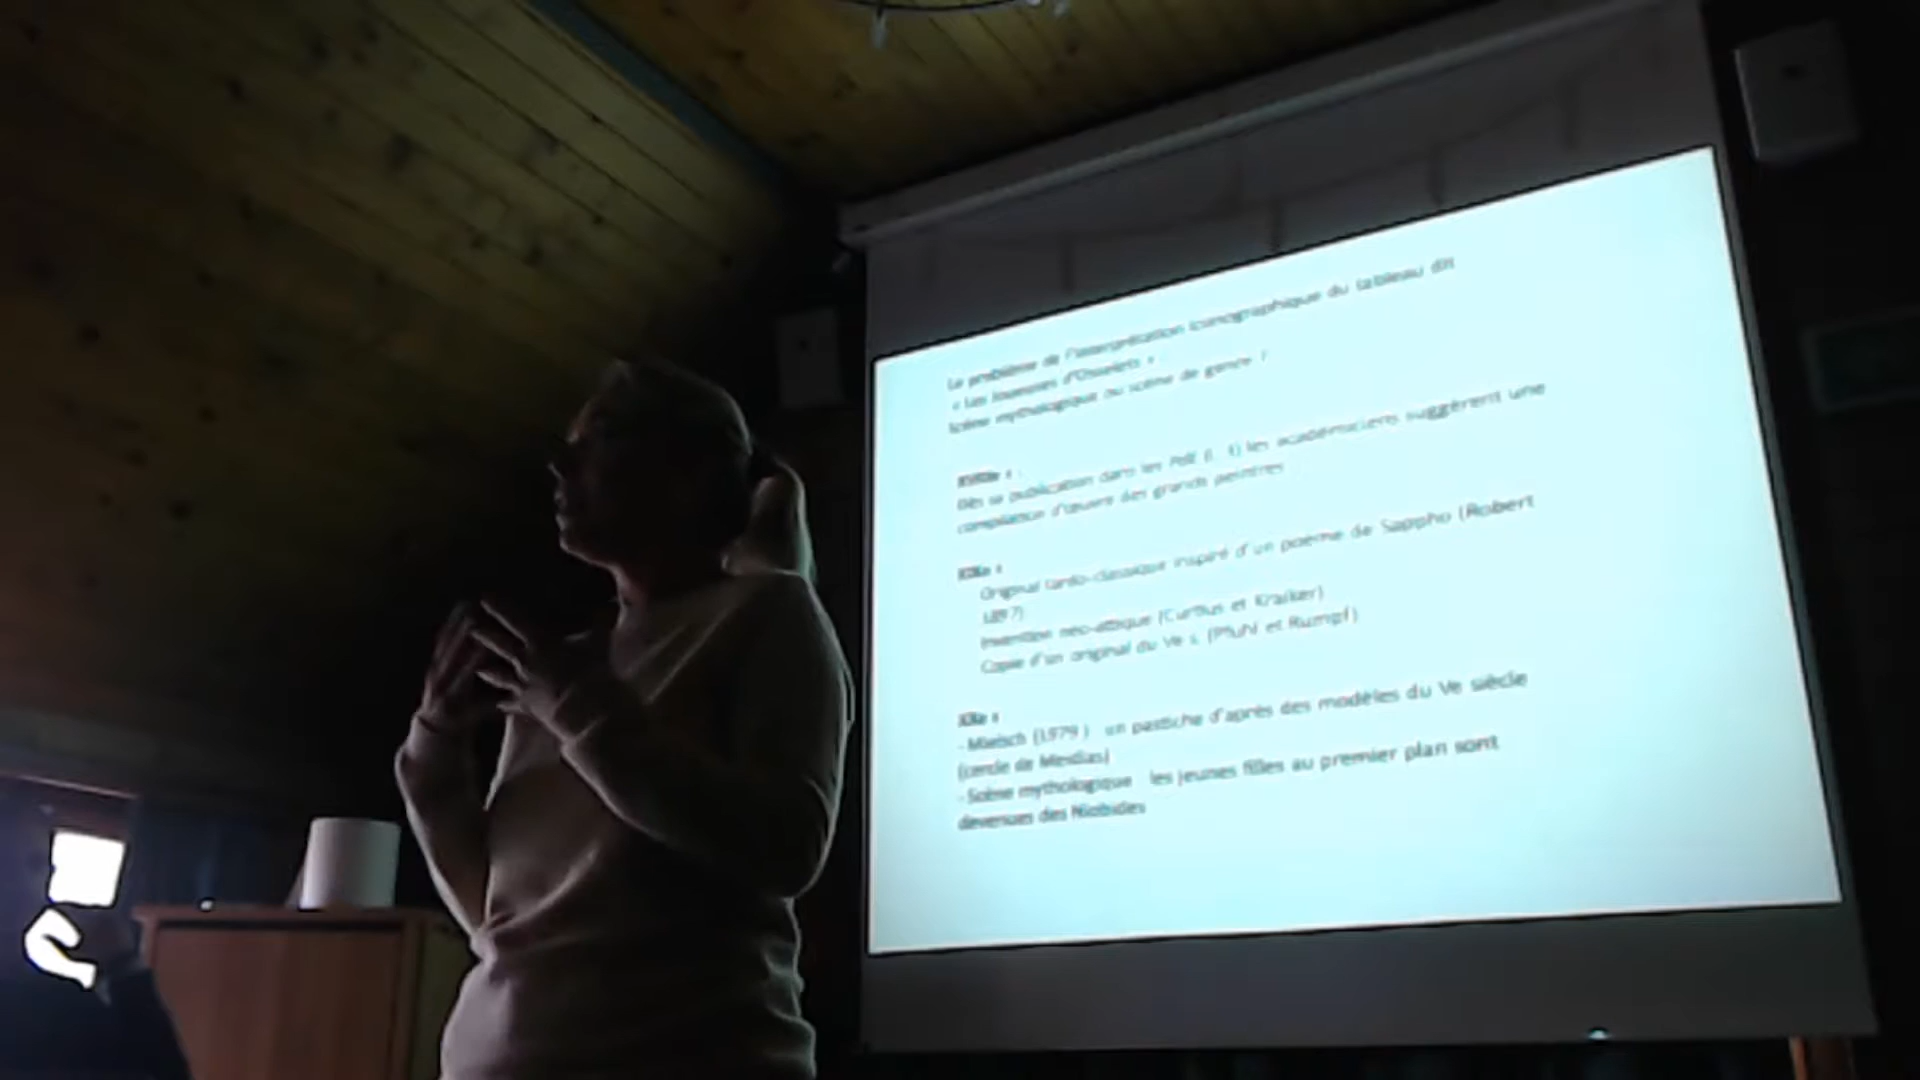 Le problème de l'interprétation iconographique du tableau dit
« Les Joueuses d'Osselets »
Scène mythologique ou scène de genre ?
XVIIIe s :
Dès sa publication dans les PdE (t. 1) les académiciens suggèrent une
compilation d'œuvre des grands peintres
XIXe s
Original tardo-classique inspiré d'un poème de Sappho (Robert
1897)
Invention néo-attique (Curtius et Kraiker)
Copie d'un original du Ve s. (Pfuhl et Rumpf)
XXe s
- Mielsch (1979) un pastiche d'après des modèles du Ve siècle
(cercle de Meidias)
- Scène mythologique les jeunes filles au premier plan sont
devenues des Niobides